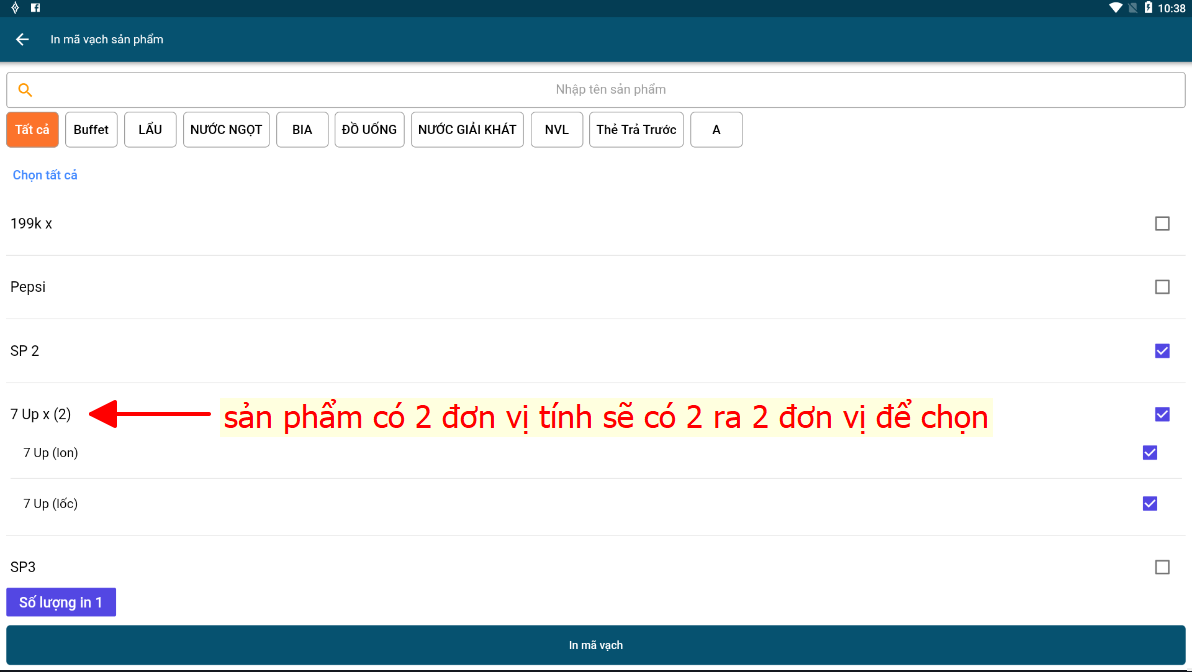 10:38
In mã vạch sản phẩm
Nhập tên sản phẩm
Tất cả Buffet LẨU NƯỚC NGỌT BIA ĐỒ UỐNG NƯỚC GIẢI KHÁT NVL Thẻ Trả Trước A
Chọn tất cả
199k x
Pepsi
SP 2
7 Up x (2) sản phẩm có 2 đơn vị tính sẽ có 2 ra 2 đơn vị để chọn
7 Up (lon)
7 Up (lốc)
SP3
Số lượng in 1
In mã vạch